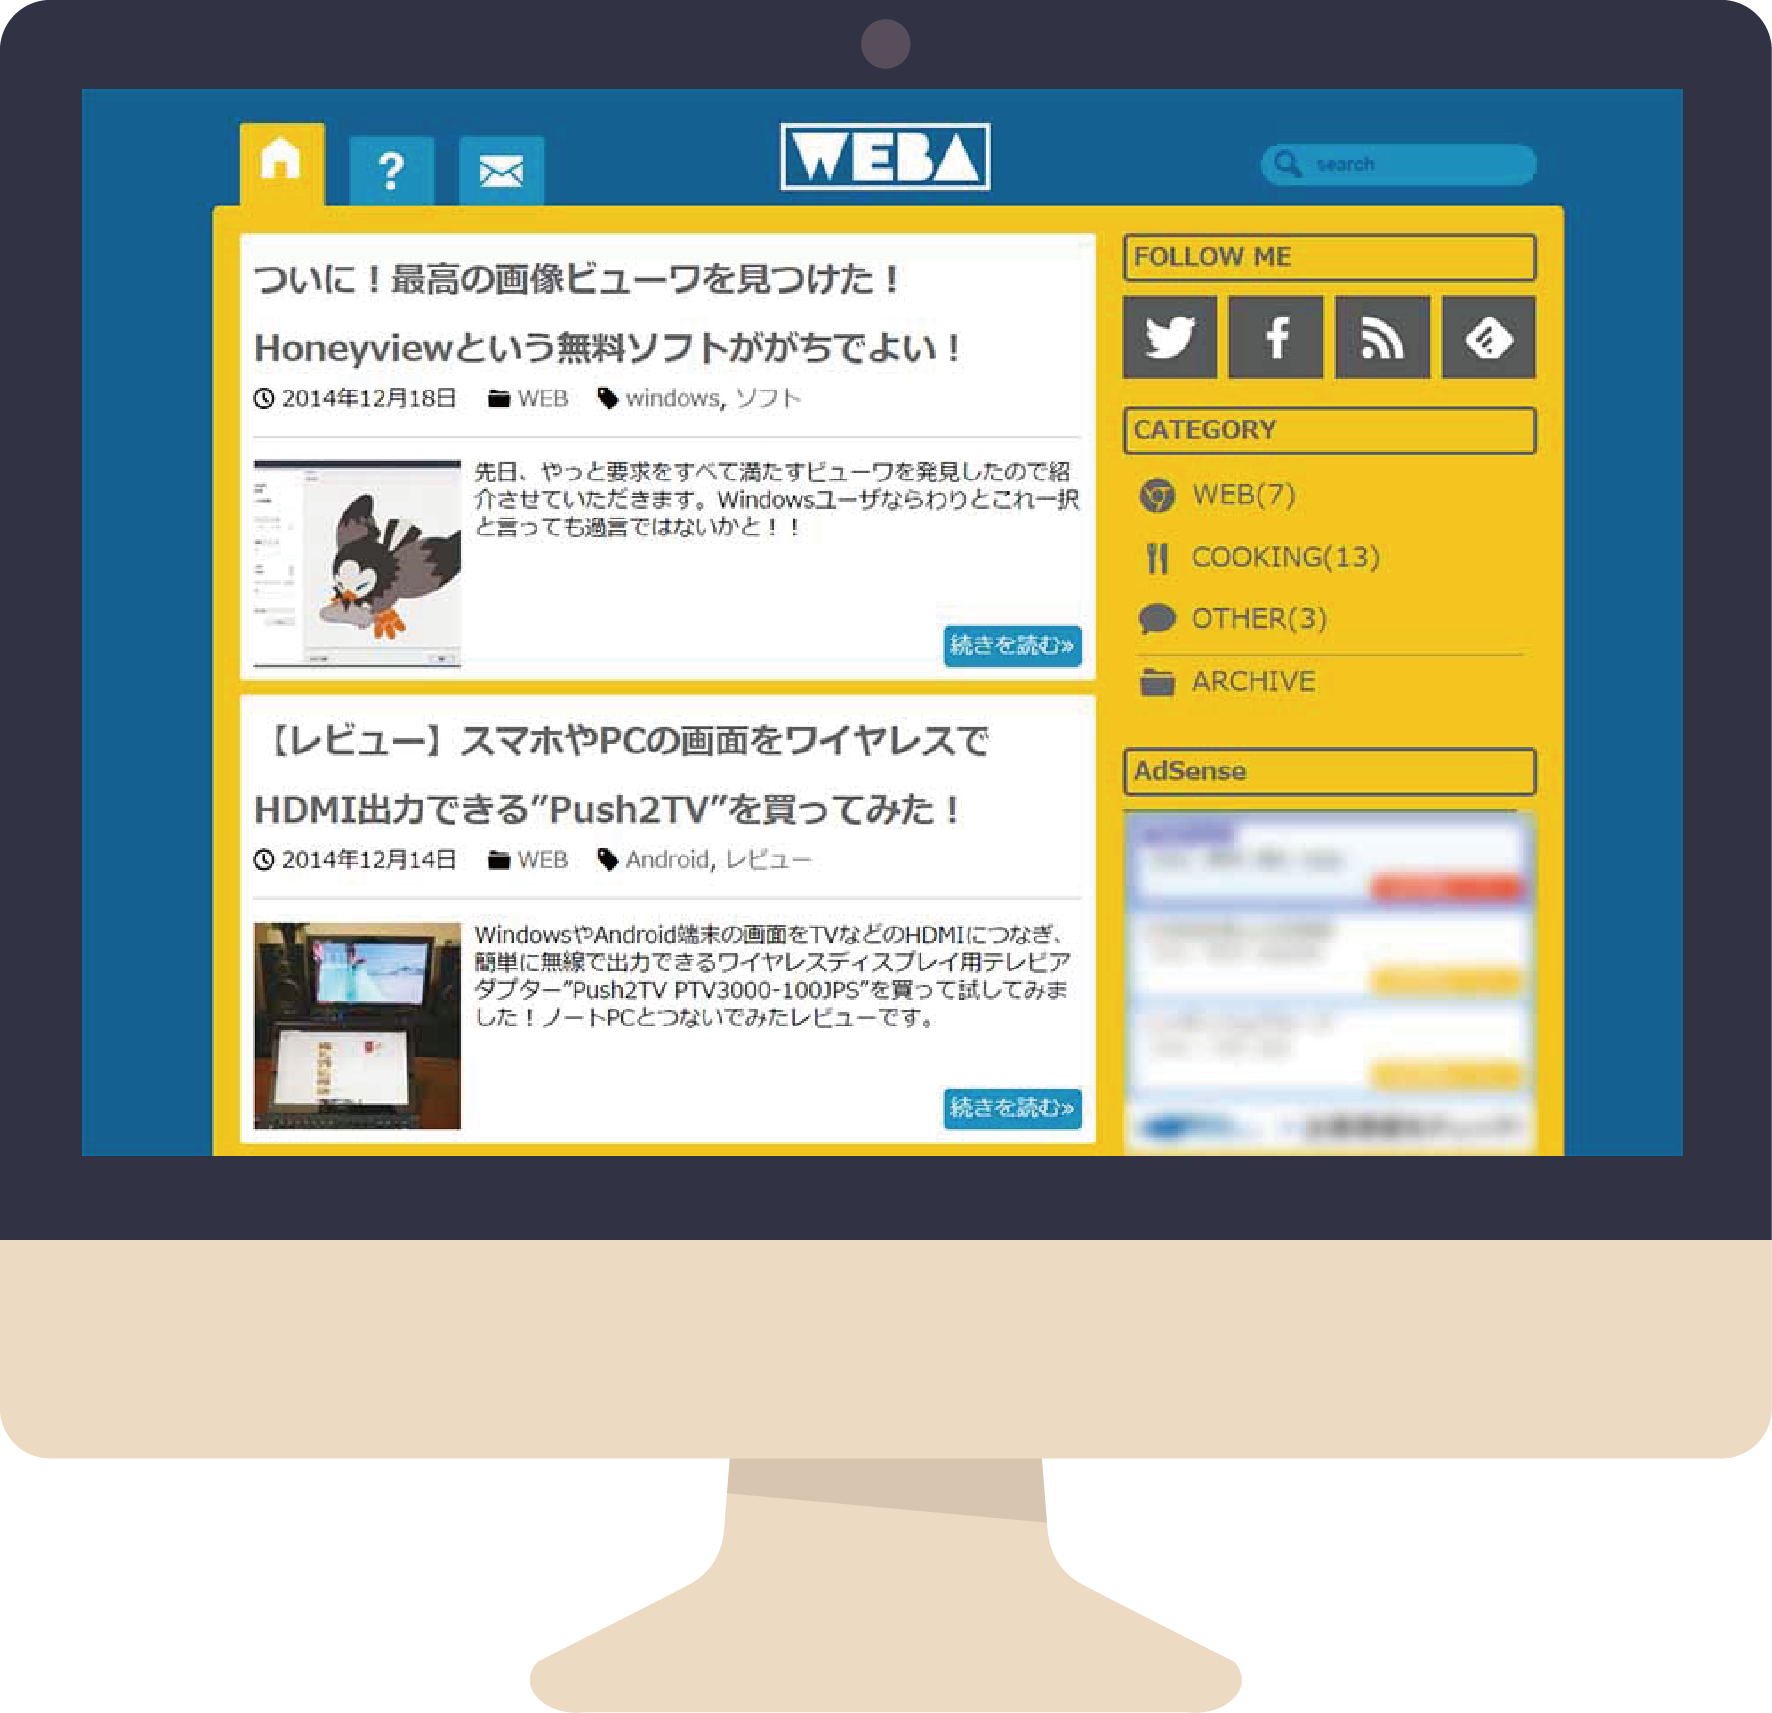 WEBA
search
ついに！最高の画像ビューワを見つけた！
Honeyviewという無料ソフトががちでよい！
2014年12月18日 WEB windows, ソフト
先日、やっと要求をすべて満たすビューワを発見したので紹
介させていただきます。Windowsユーザならわりとこれ一択
と言っても過言ではないかと！！
続きを読む»
【レビュー】スマホやPCの画面をワイヤレスで
HDMI出力できる”Push2TV”を買ってみた！
2014年12月14日 WEB Android, レビュー
WindowsやAndroid端末の画面をTVなどのHDMIにつなぎ、
簡単に無線で出力できるワイヤレスディスプレイ用テレビア
ダプター”Push2TV PTV3000-100JPS”を買って試してみま
した！ノートPCとつないでみたレビューです。
続きを読む»
FOLLOW ME
CATEGORY
WEB(7)
COOKING(13)
OTHER(3)
ARCHIVE
AdSense